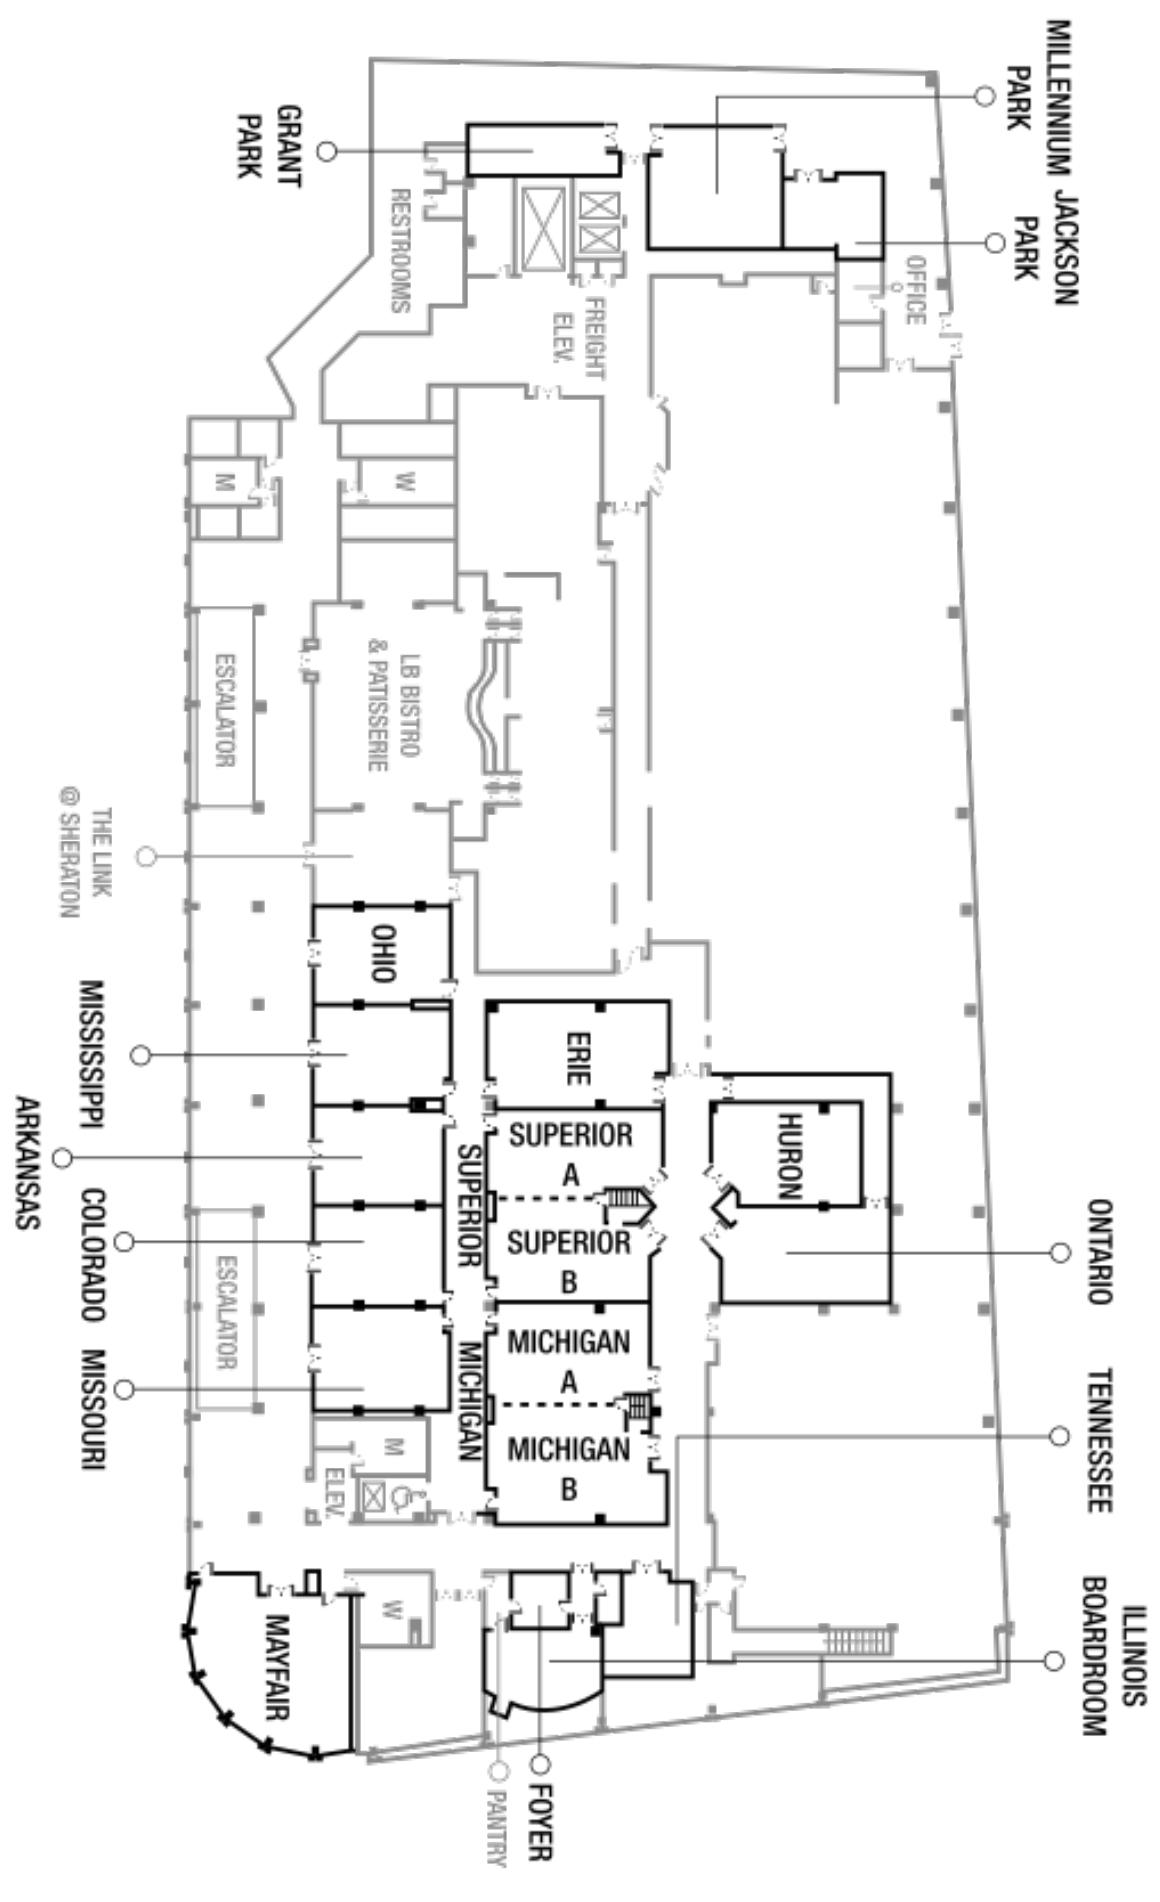 MILLENNIUM
PARK
JACKSON
PARK
GRANT
PARK
RESTROOMS
OFFICE
FREIGHT
ELEV.
M
W
ESCALATOR
LB BISTRO
& PATISSERIE
THE LINK
@ SHERATON
OHIO
MISSISSIPPI
ARKANSAS
COLORADO
MISSOURI
ERIE
SUPERIOR
A
SUPERIOR
B
SUPERIOR
HURON
ONTARIO
MICHIGAN
A
MICHIGAN
B
MICHIGAN
ESCALATOR
TENNESSEE
M
ELEV.
W
MAYFAIR
ILLINOIS
BOARDROOM
FOYER
PANTRY